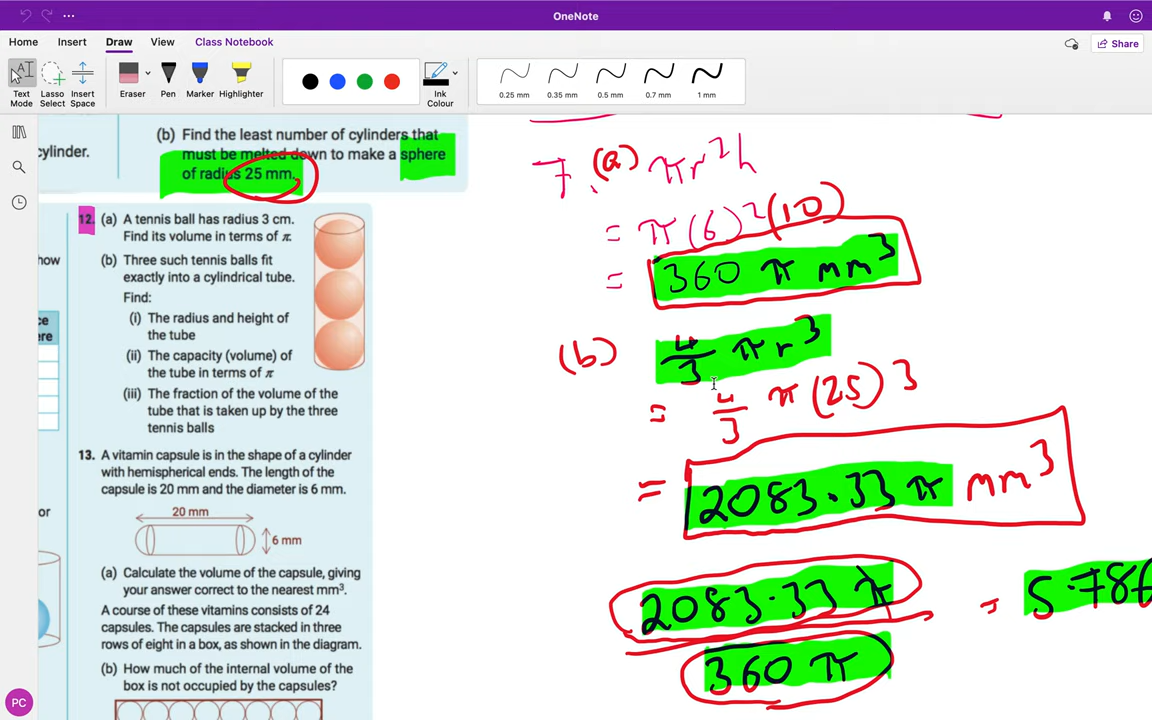 OneNote
Home Insert Draw View Class Notebook
Share
Text Mode
Lasso Select
Insert Space
Eraser
Pen
Marker
Highlighter
Ink Colour
0.25 mm 0.35 mm 0.5 mm 0.7 mm 1 mm
cylinder.
(b) Find the least number of cylinders that
must be melted down to make a sphere
of radius 25 mm.
how
or
12. (a) A tennis ball has radius 3 cm.
Find its volume in terms of π.
(b) Three such tennis balls fit
exactly into a cylindrical tube.
Find:
(i) The radius and height of
the tube
(ii) The capacity (volume) of
the tube in terms of π
(iii) The fraction of the volume of the
tube that is taken up by the three
tennis balls
13. A vitamin capsule is in the shape of a cylinder
with hemispherical ends. The length of the
capsule is 20 mm and the diameter is 6 mm.
20 mm
6 mm
(a) Calculate the volume of the capsule, giving
your answer correct to the nearest mm³.
A course of these vitamins consists of 24
capsules. The capsules are stacked in three
rows of eight in a box, as shown in the diagram.
(b) How much of the internal volume of the
box is not occupied by the capsules?
7. (a) πr²h
= π(6)²(10)
= 360 π mm³
(b) 4/3 πr³
= 4/3 π(25)3
= 2083.33 π mm³
2083.33 π
360 π
= 5.786
PC